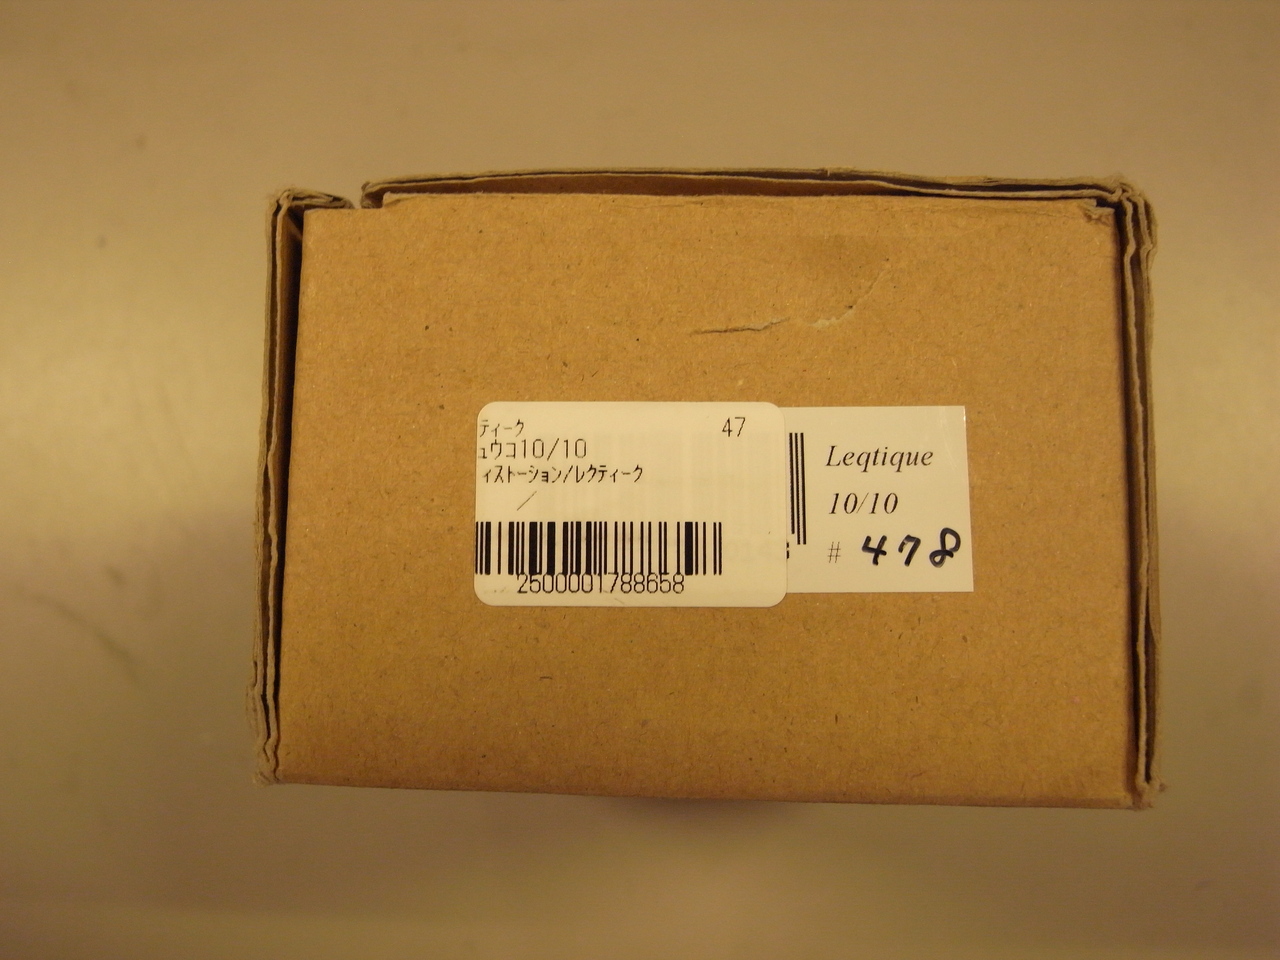 ティーク 47
ュウコ10/10
ィストーション/レクティーク
/
2500001788658
Leqtique
10/10
# 478